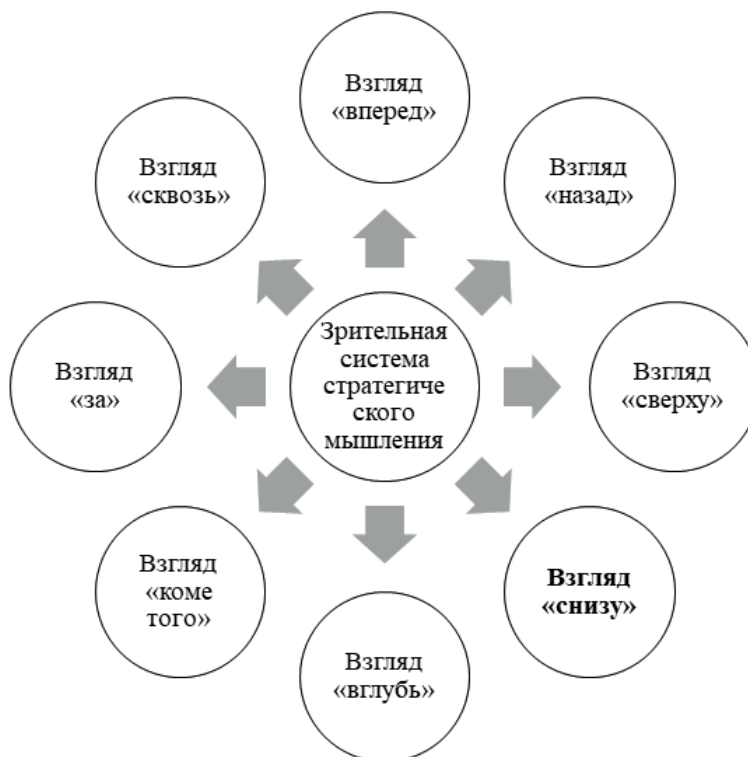 Взгляд
«вперед»
Взгляд
«назад»
Взгляд
«сверху»
Взгляд
«снизу»
Взгляд
«вглубь»
Взгляд
«коме
того»
Взгляд
«за»
Взгляд
«сквозь»
Зрительная
система
стратегиче
ского
мышления